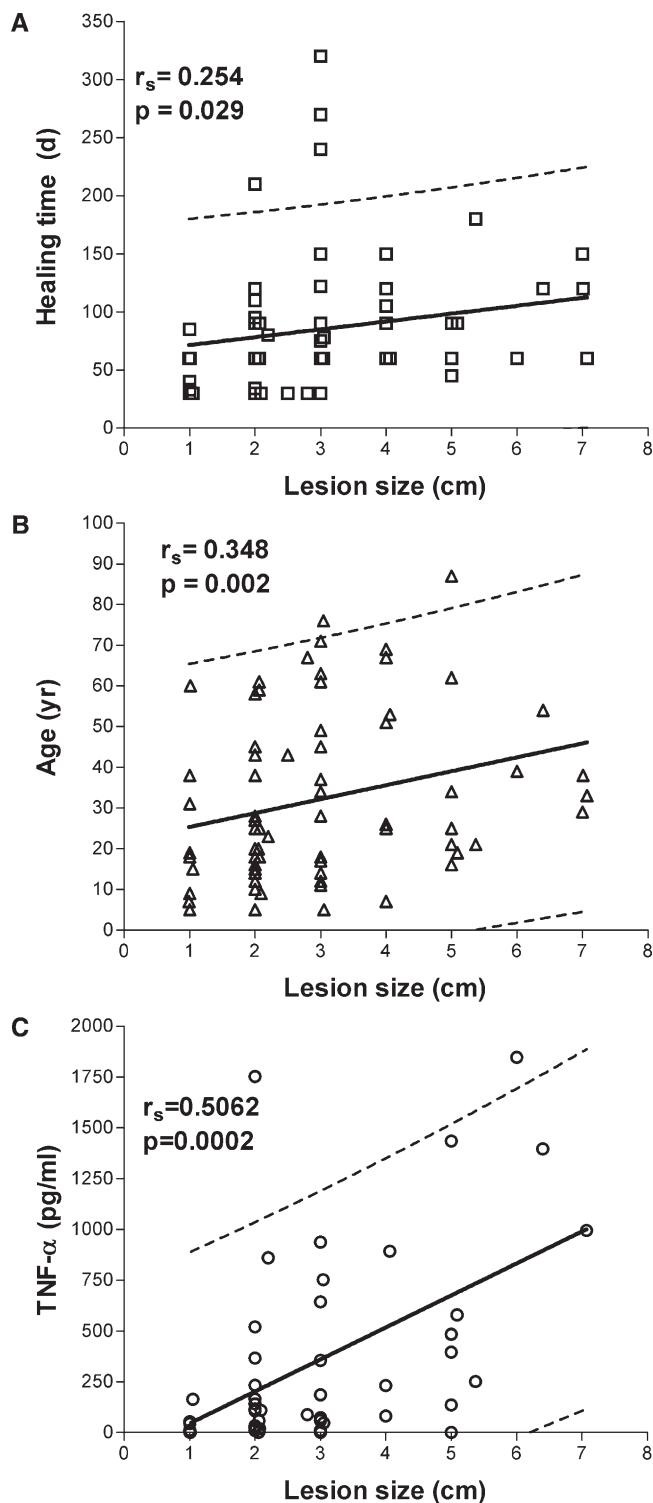 A
350
300
250
200
150
100
50
0
Healing time (d)
rs= 0.254
p = 0.029
0 1 2 3 4 5 6 7 8
Lesion size (cm)
B
100
90
80
70
60
50
40
30
20
10
0
Age (yr)
rs= 0.348
p = 0.002
0 1 2 3 4 5 6 7 8
Lesion size (cm)
C
2000
1750
1500
1250
1000
750
500
250
0
TNF-α (pg/ml)
rs=0.5062
p=0.0002
0 1 2 3 4 5 6 7 8
Lesion size (cm)